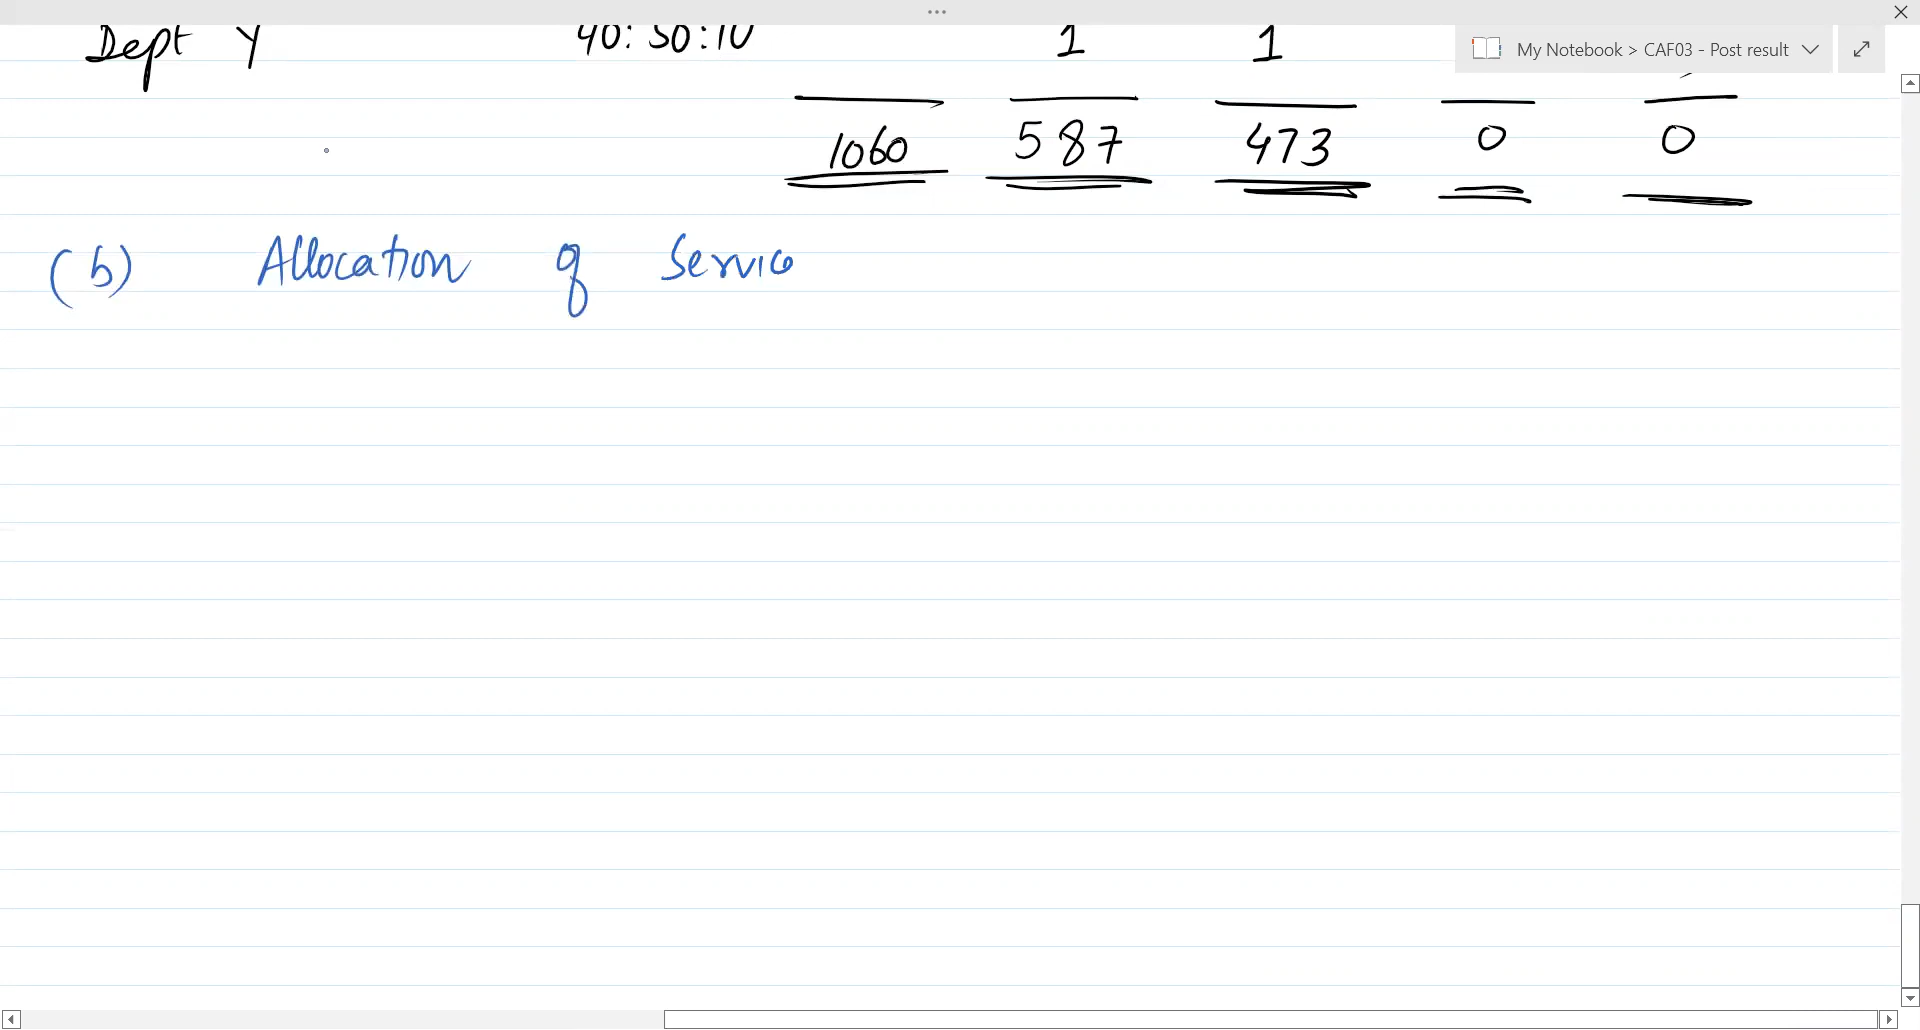 My Notebook > CAF03 - Post result
Dept Y 40:50:10 1 1
1060 587 473 0 0
(b) Allocation of Service